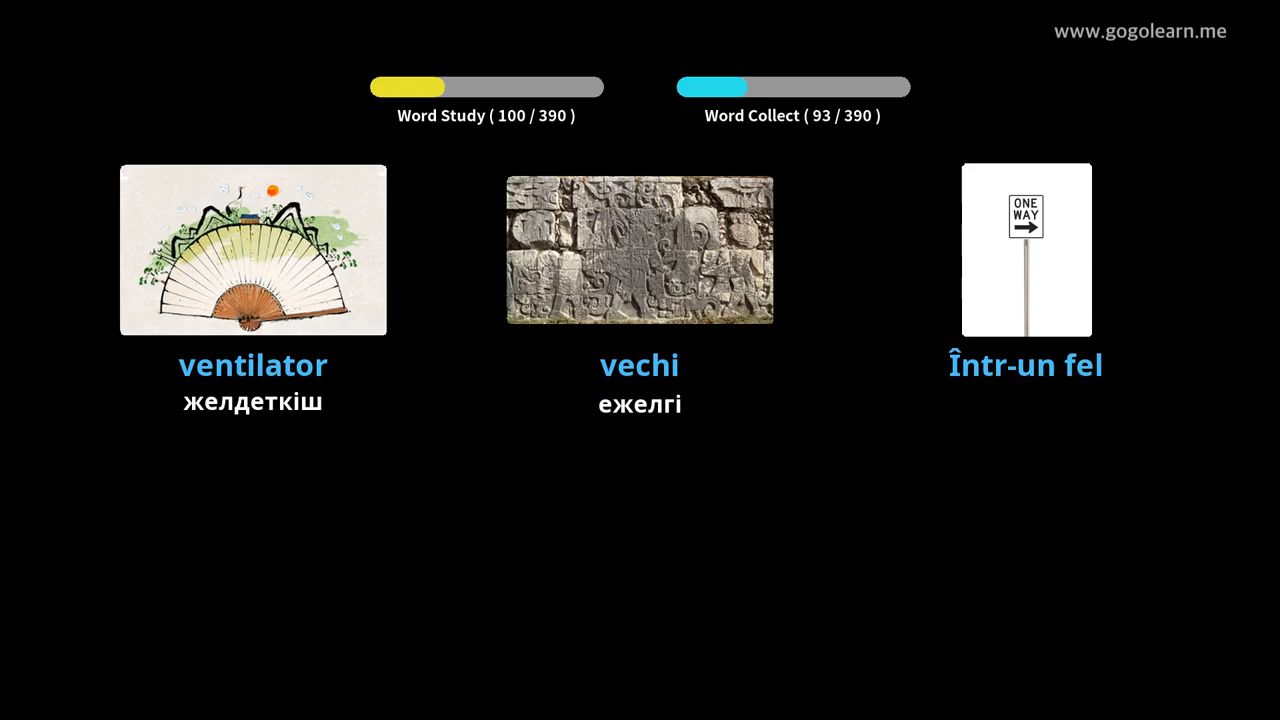 www.gogolearn.me
Word Study ( 100 / 390 )
Word Collect ( 93 / 390 )
ONE
WAY
ventilator
желдеткіш
vechi
ежелгі
Într-un fel